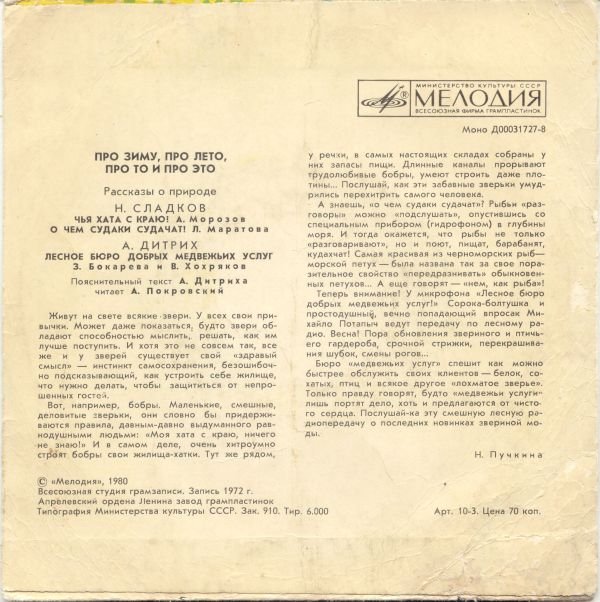 МИНИСТЕРСТВО КУЛЬТУРЫ СССР
МЕЛОДИЯ
ВСЕСОЮЗНАЯ ФИРМА ГРАМПЛАСТИНОК
Моно Д00031727-8
ПРО ЗИМУ, ПРО ЛЕТО,
ПРО ТО И ПРО ЭТО
Рассказы о природе
Н. СЛАДКОВ
ЧЬЯ ХАТА С КРАЮ? А. Морозов
О ЧЕМ СУДАКИ СУДАЧАТ? Л. Маратова
А. ДИТРИХ
ЛЕСНОЕ БЮРО ДОБРЫХ МЕДВЕЖЬИХ УСЛУГ
З. Бокарева и В. Хохряков
Пояснительный текст А. Дитриха
читает А. Покровский
Живут на свете всякие звери. У всех свои при-
вычки. Может даже показаться, будто звери об-
ладают способностью мыслить, решать, как им
лучше поступить. И хотя это не совсем так, все
же и у зверей существует свой «здравый
смысл» — инстинкт самосохранения, безошибоч-
но подсказывающий, как устроить себе жилище,
что нужно делать, чтобы защититься от непро-
шенных гостей.
Вот, например, бобры. Маленькие, смешные,
деловитые зверьки, они словно бы придержи-
ваются правила, давным-давно выдуманного рав-
нодушными людьми: «Моя хата с краю, ничего
не знаю!» И в самом деле, очень хитроумно
строят бобры свои жилища-хатки. Тут же рядом,
у речки, в самых настоящих складах собраны у
них запасы пищи. Длинные каналы прорывают
трудолюбивые бобры, умеют строить даже пло-
тины... Послушай, как эти забавные зверьки уму-
дрились перехитрить самого человека.
А знаешь, «о чем судаки судачат»? Рыбьи «раз-
говоры» можно «подслушать», опустившись со
специальным прибором (гидрофоном) в глубины
моря. И тогда окажется, что рыбы не только
«разговаривают», но и поют, пищат, барабанят,
кудахчат! Самая красивая из черноморских рыб—
морской петух — была названа так за свое пора-
зительное свойство «передразнивать» обыкновен-
ных петухов... А еще говорят — «нем, как рыба»!
Теперь внимание! У микрофона «Лесное бюро
добрых медвежьих услуг!» Сорока-болтушка и
простодушный, вечно попадающий впросак Ми-
хайло Потапыч ведут передачу по лесному радио.
Весна! Пора обновления звериного и птичь-
его гардероба, срочной стрижки, перекрашива-
ния шубок, смены рогов...
Бюро «медвежьих услуг» спешит как можно
быстрее обслужить своих клиентов — белок, со-
хатых, птиц и всякое другое «лохматое зверье».
Только правду говорят, будто «медвежьи услуги»
лишь портят дело, хоть и предлагаются от чисто-
го сердца. Послушай-ка эту смешную лесную ра-
диопередачу о последних новинках звериной мо-
ды.
Н. Пучкина
© «Мелодия», 1980
Всесоюзная студия грамзаписи. Запись 1972 г.
Апрелевский ордена Ленина завод грампластинок
Типография Министерства культуры СССР. Зак. 910. Тир. 6.000
Арт. 10-3. Цена 70 коп.